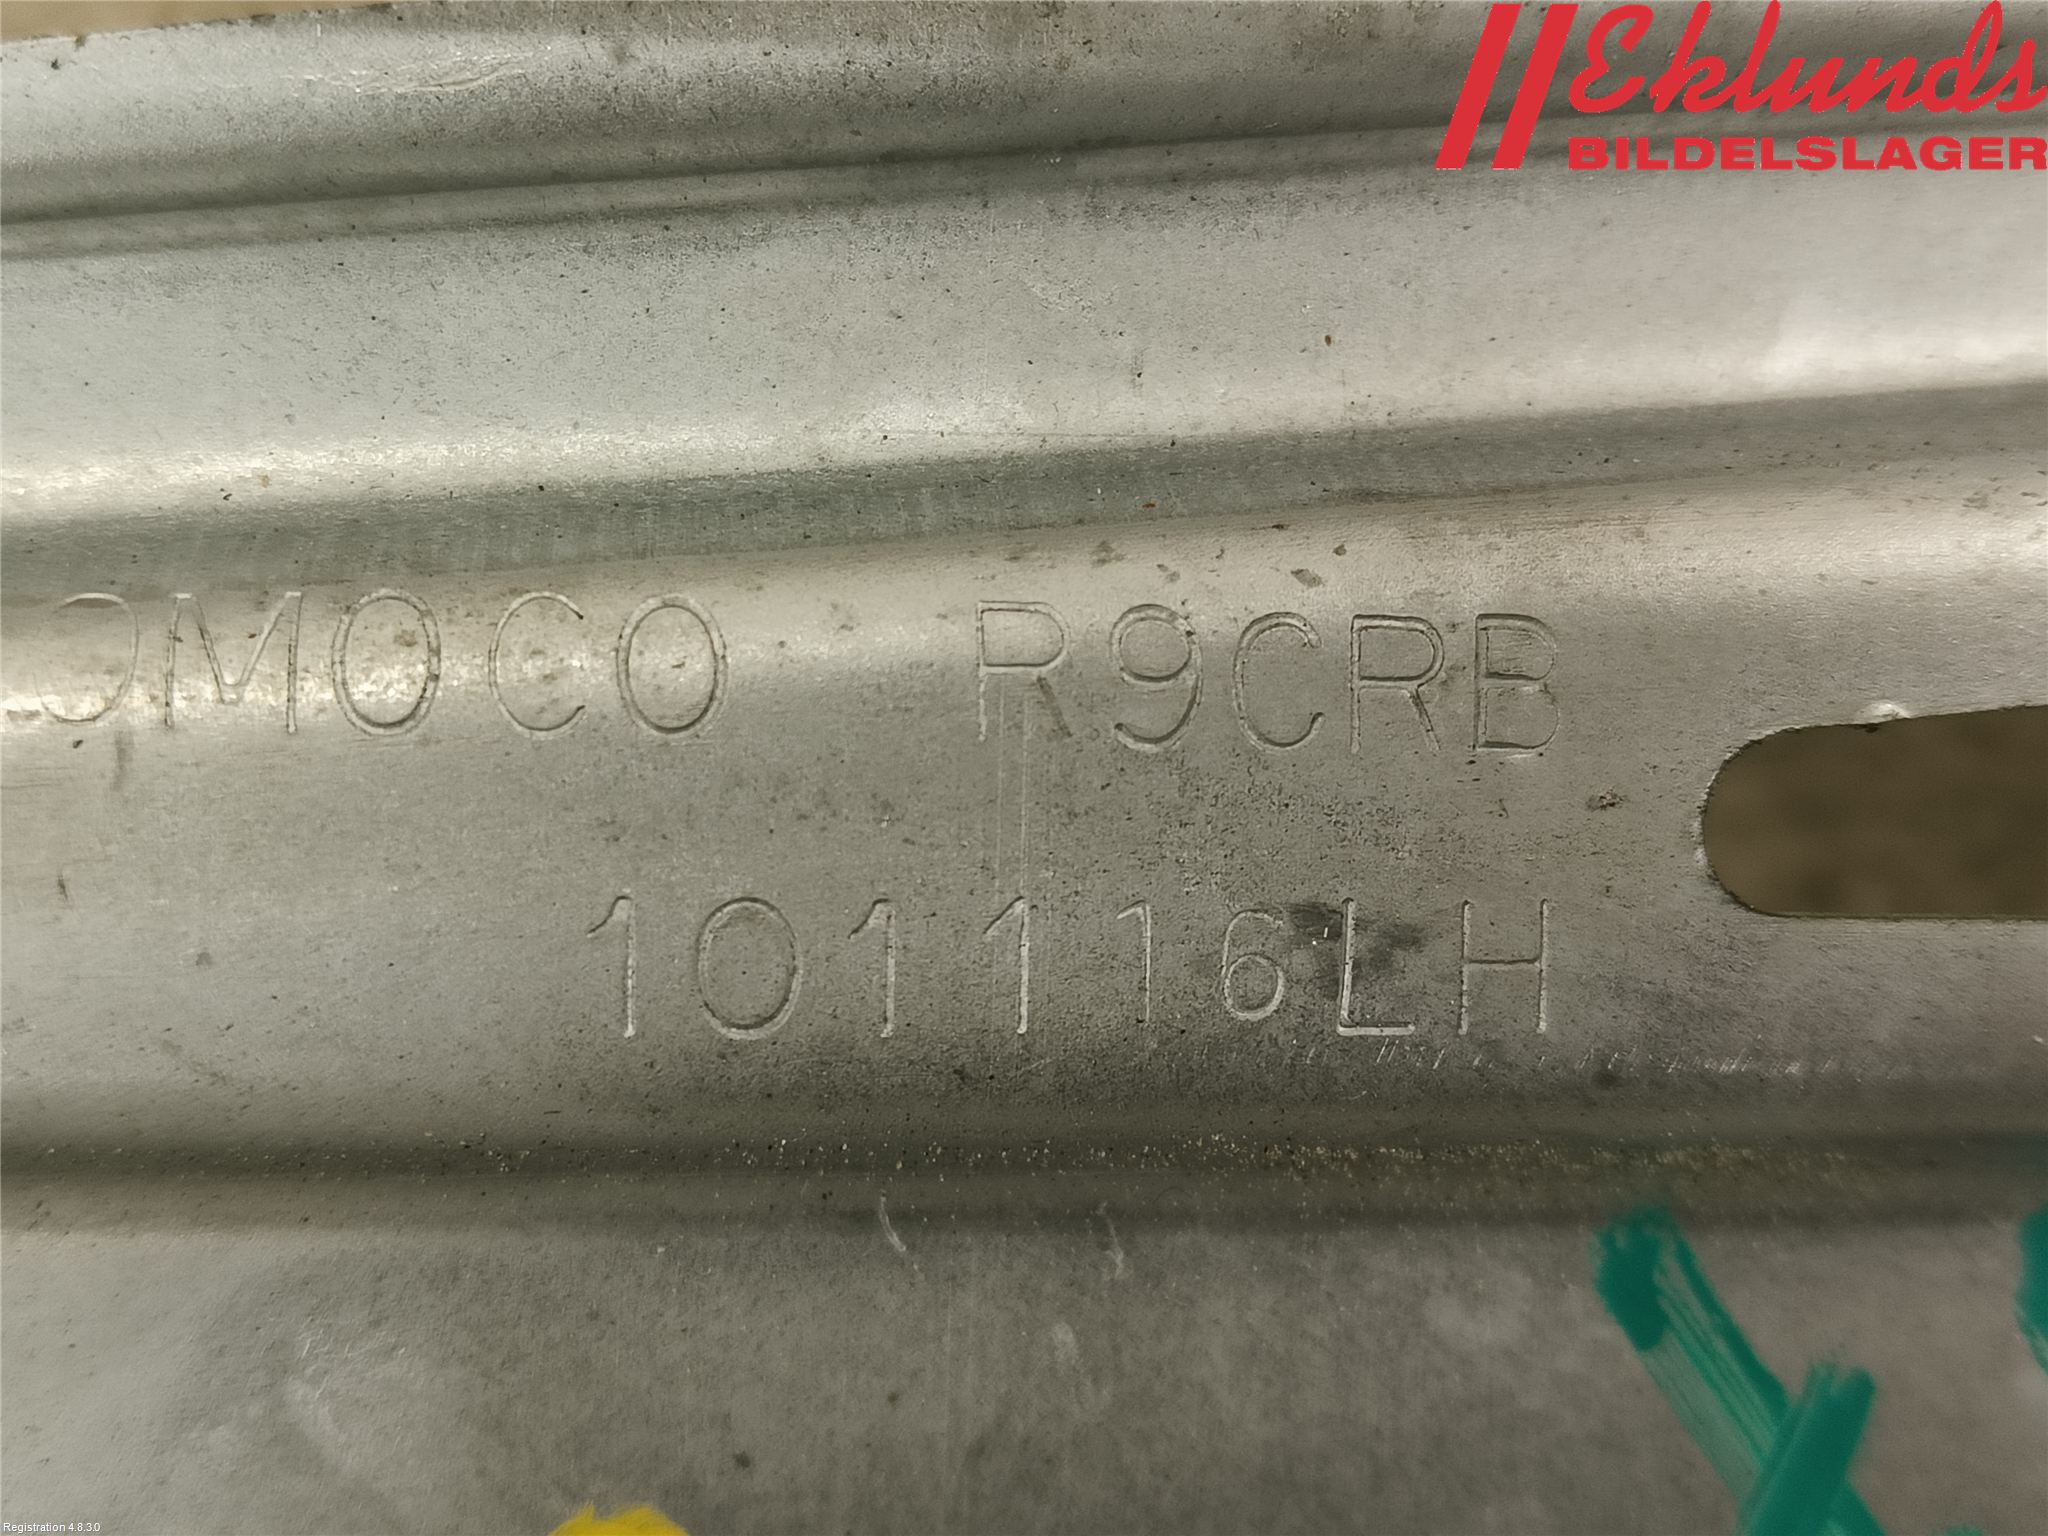 Eklunds
BILDELSLAGER
OMOCO R9CRB
101116LH
Registration 4.8.3.0